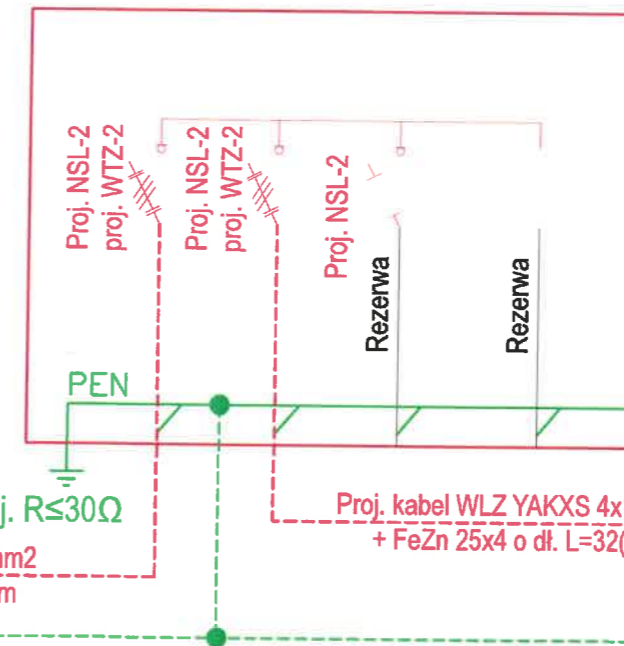 Proj. NSL-2
proj. WTZ-2
Proj. NSL-2
proj. WTZ-2
Proj. NSL-2
Rezerwa
Rezerwa
PEN
j. R≤30Ω
Proj. kabel WLZ YAKXS 4x
+ FeZn 25x4 o dł. L=32(
nm2
m